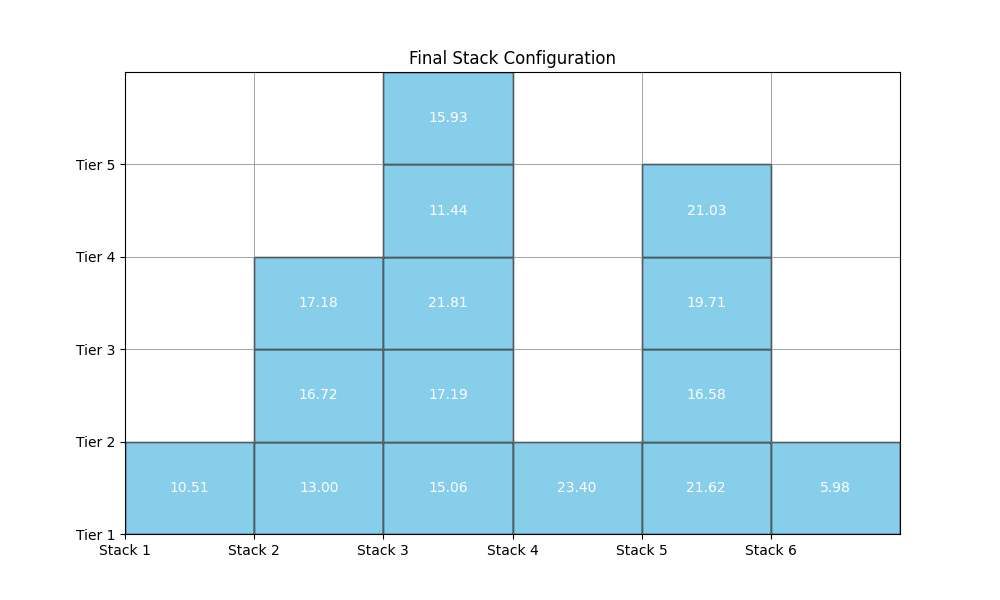 Final Stack Configuration
15.93
Tier 5
11.44
21.03
Tier 4
17.18
21.81
19.71
Tier 3
16.72
17.19
16.58
Tier 2
10.51
13.00
15.06
23.40
21.62
5.98
Tier 1
Stack 1
Stack 2
Stack 3
Stack 4
Stack 5
Stack 6